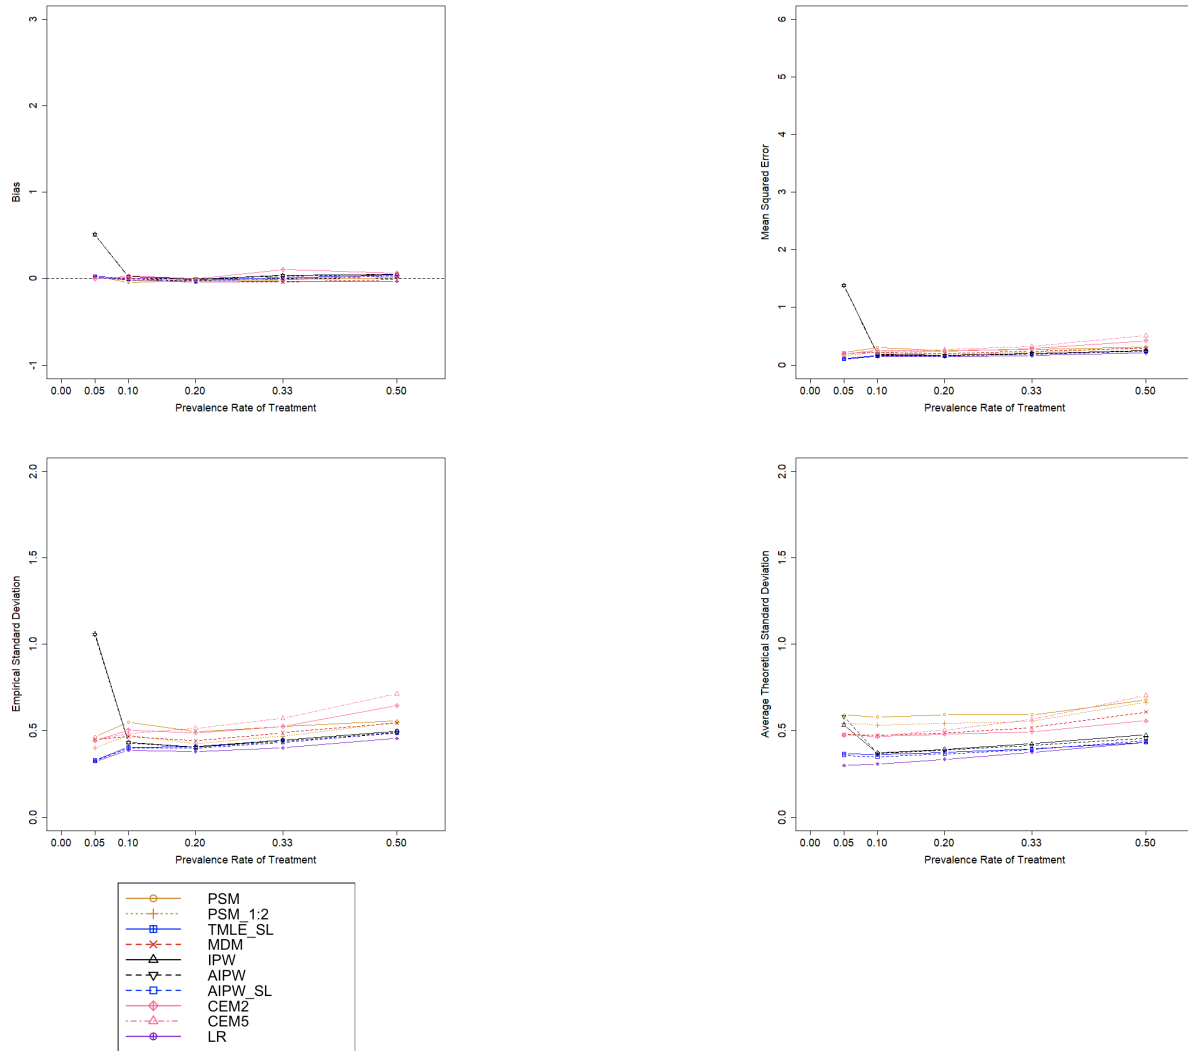 3
2
1
0
-1
Bias
0.00 0.05 0.10 0.20 0.33 0.50
Prevalence Rate of Treatment
6
5
4
3
2
1
0
Mean Squared Error
0.00 0.05 0.10 0.20 0.33 0.50
Prevalence Rate of Treatment
2.0
1.5
1.0
0.5
0.0
Empirical Standard Deviation
0.00 0.05 0.10 0.20 0.33 0.50
Prevalence Rate of Treatment
2.0
1.5
1.0
0.5
0.0
Average Theoretical Standard Deviation
0.00 0.05 0.10 0.20 0.33 0.50
Prevalence Rate of Treatment
PSM
PSM_1:2
TMLE_SL
MDM
IPW
AIPW
AIPW_SL
CEM2
CEM5
LR